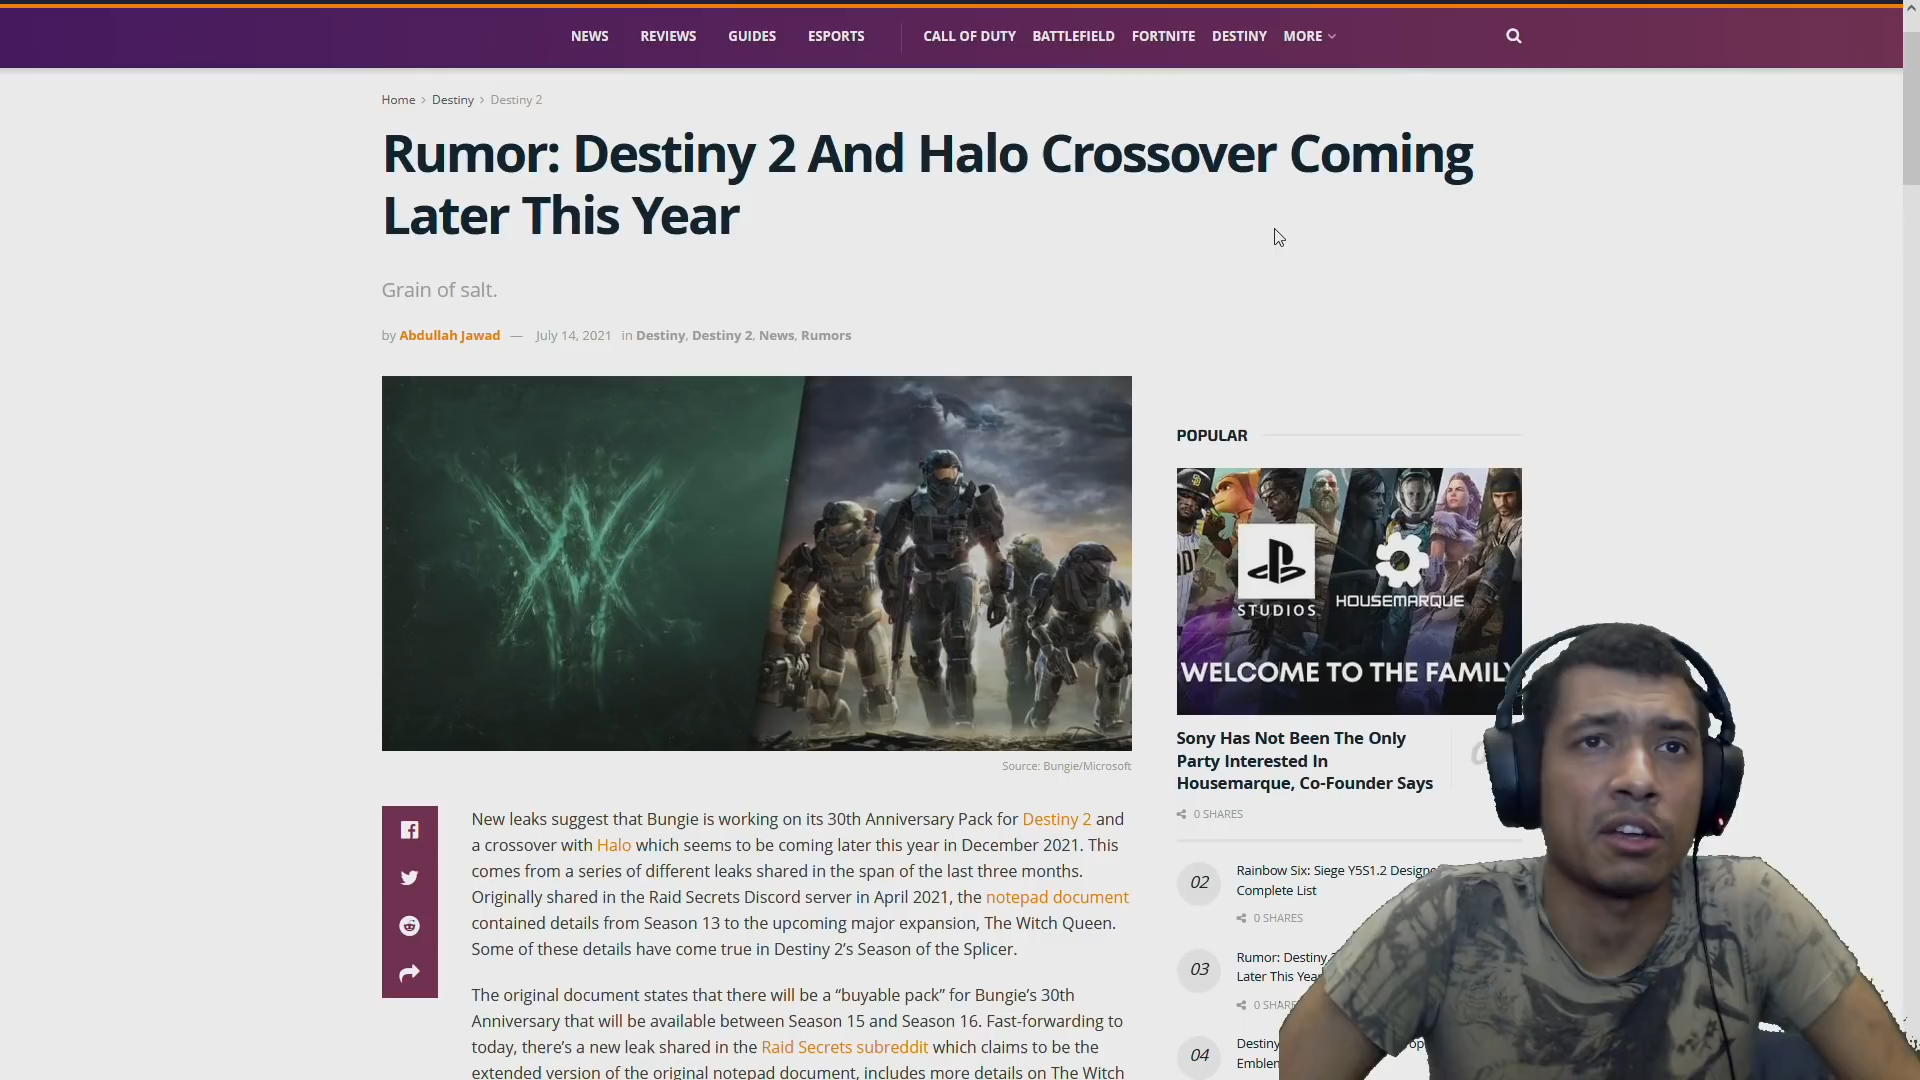 NEWS REVIEWS GUIDES ESPORTS CALL OF DUTY BATTLEFIELD FORTNITE DESTINY MORE
Home > Destiny > Destiny 2
Rumor: Destiny 2 And Halo Crossover Coming
Later This Year
Grain of salt.
by Abdullah Jawad — July 14, 2021 in Destiny, Destiny 2, News, Rumors
Source: Bungie/Microsoft
New leaks suggest that Bungie is working on its 30th Anniversary Pack for Destiny 2 and
a crossover with Halo which seems to be coming later this year in December 2021. This
comes from a series of different leaks shared in the span of the last three months.
Originally shared in the Raid Secrets Discord server in April 2021, the notepad document
contained details from Season 13 to the upcoming major expansion, The Witch Queen.
Some of these details have come true in Destiny 2’s Season of the Splicer.
The original document states that there will be a “buyable pack” for Bungie’s 30th
Anniversary that will be available between Season 15 and Season 16. Fast-forwarding to
today, there’s a new leak shared in the Raid Secrets subreddit which claims to be the
extended version of the original notepad document, includes more details on The Witch
POPULAR
STUDIOS
HOUSEMARQUE
WELCOME TO THE FAMILY
Sony Has Not Been The Only
Party Interested In
Housemarque, Co-Founder Says
0 SHARES
02
Rainbow Six: Siege Y5S1.2
Complete List
0 SHARES
03
Rumor: Destiny
Later This
0
04
Destiny